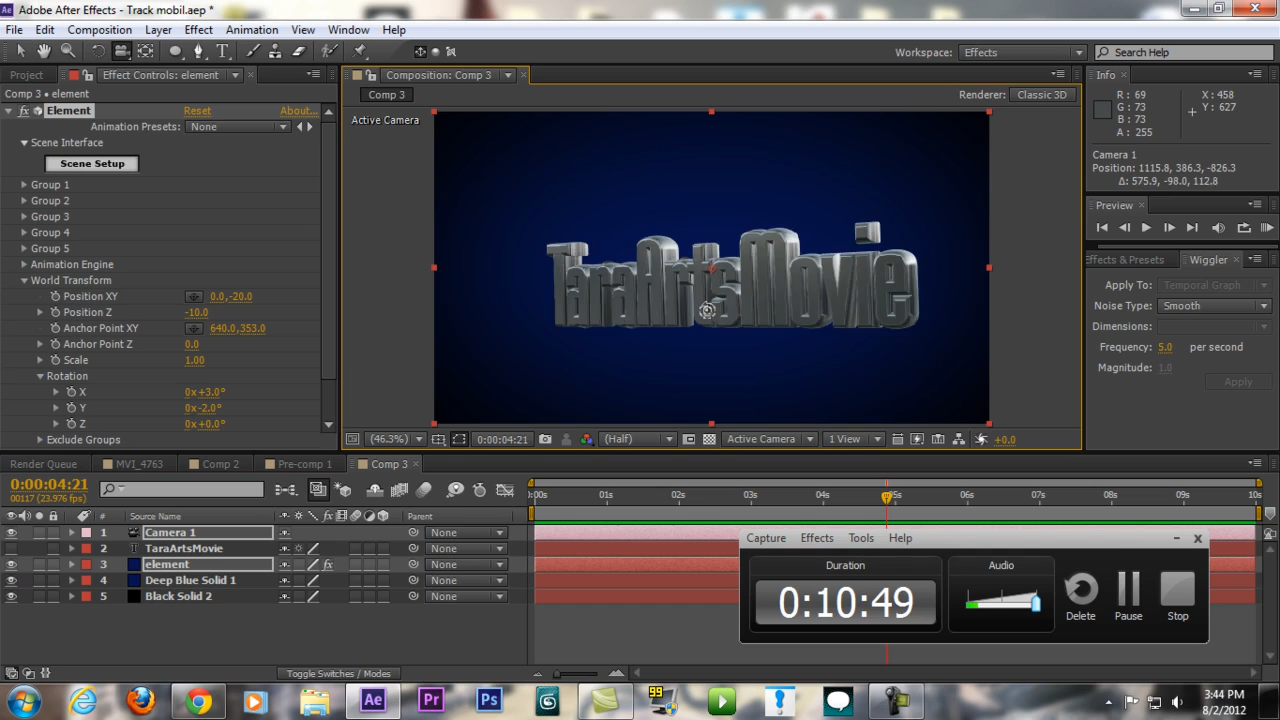 Adobe After Effects - Track mobil.aep *
File Edit Composition Layer Effect Animation View Window Help
Workspace: Effects Search Help
Project Effect Controls: element Composition: Comp 3 Info
Comp 3 • element
Comp 3 Renderer: Classic 3D
Element Reset About...
Active Camera
Animation Presets: None
Scene Interface
Scene Setup
Group 1
Group 2
Group 3
Group 4
Group 5
Animation Engine
World Transform
Position XY 0.0,-20.0
Position Z -10.0
Anchor Point XY 640.0,353.0
Anchor Point Z 0.0
Scale 1.00
Rotation
X 0x+3.0°
Y 0x-2.0°
Z 0x+0.0°
Exclude Groups
TaraArtsMovie
(46.3%) 0:00:04:21 (Half) Active Camera 1 View +0.0
R : 69
G : 73
B : 73
A : 255
X : 458
Y : 627
Camera 1
Position: 1115.8, 386.3, -826.3
Δ: 575.9, -98.0, 112.8
Preview
Effects & Presets Wiggler
Apply To: Temporal Graph
Noise Type: Smooth
Dimensions:
Frequency: 5.0 per second
Magnitude: 1.0
Apply
Render Queue MVI_4763 Comp 2 Pre-comp 1 Comp 3
0:00:04:21
00117 (23.976 fps)
0:00s 01s 02s 03s 04s 05s 06s 07s 08s 09s 10s
# Source Name Parent
1 Camera 1 None
2 T TaraArtsMovie None
3 element fx None
4 Deep Blue Solid 1 None
5 Black Solid 2 None
Toggle Switches / Modes
Capture Effects Tools Help
Duration
0:10:49
Audio
Delete Pause Stop
Ae Pr Ps 99
3:44 PM
8/2/2012